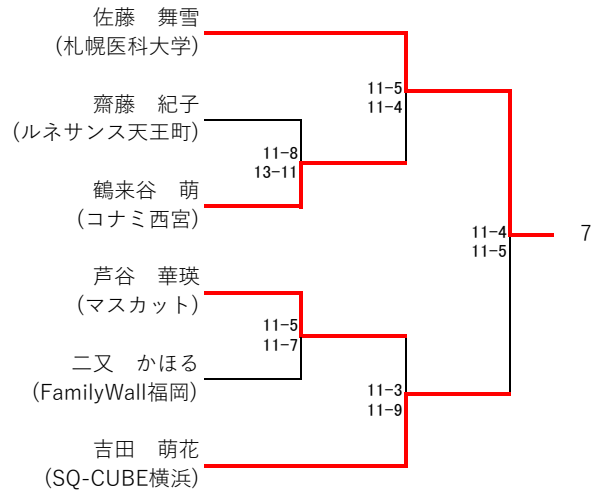 佐藤　舞雪
(札幌医科大学)
11-5
11-4
齋藤　紀子
(ルネサンス天王町)
11-8
13-11
鶴来谷　萌
(コナミ西宮)
11-4
11-5
7
芦谷　華瑛
(マスカット)
11-5
11-7
二又　かほる
(FamilyWall福岡)
11-3
11-9
吉田　萌花
(SQ-CUBE横浜)